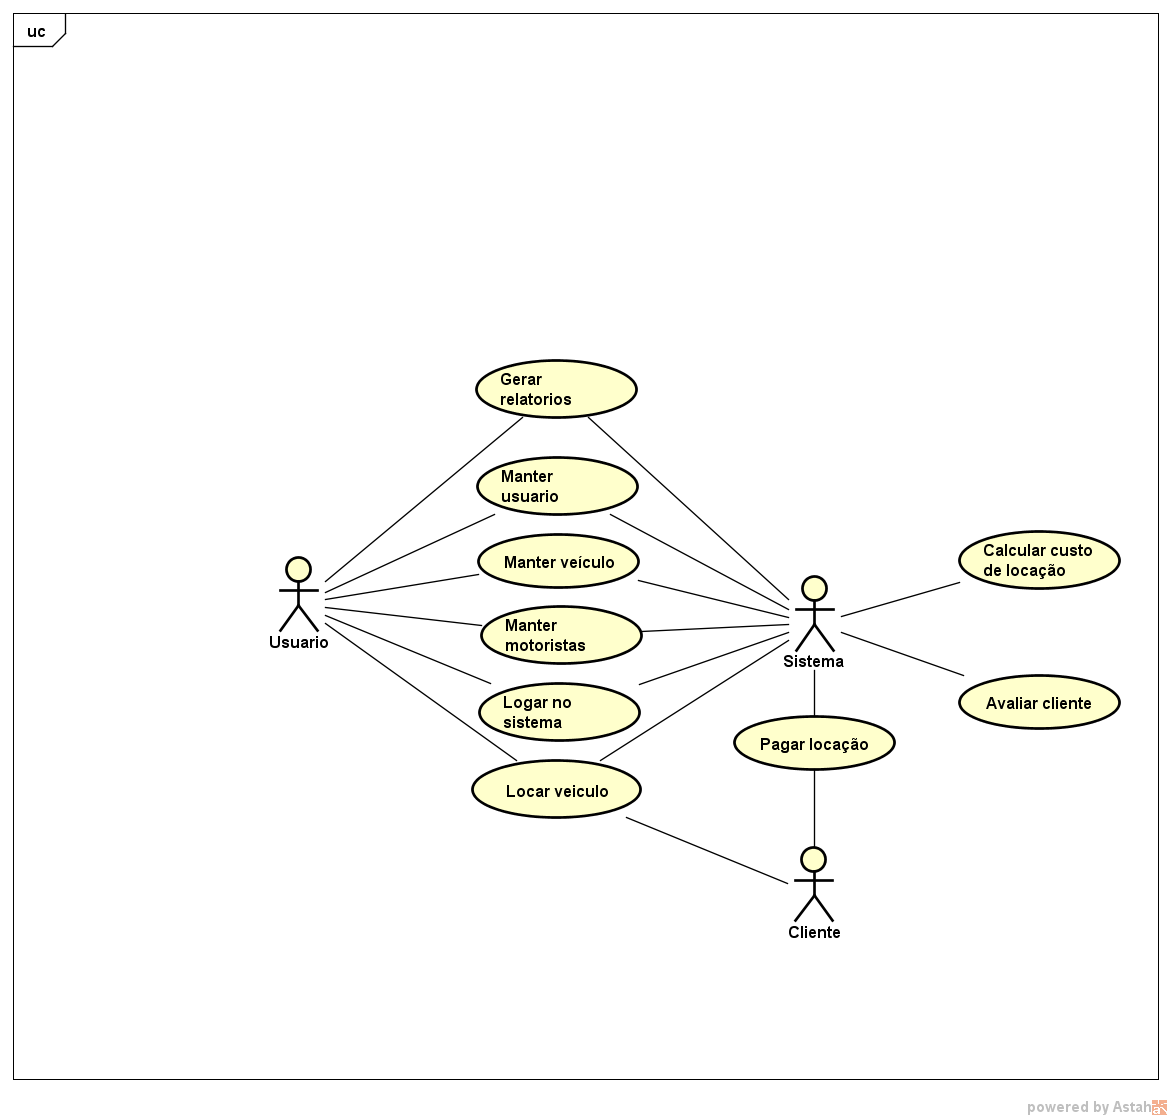 uc
Gerar
relatorios
Manter
usuario
Manter veículo
Manter
motoristas
Logar no
sistema
Locar veiculo
Usuario
Sistema
Calcular custo
de locação
Avaliar cliente
Pagar locação
Cliente
powered by Astah